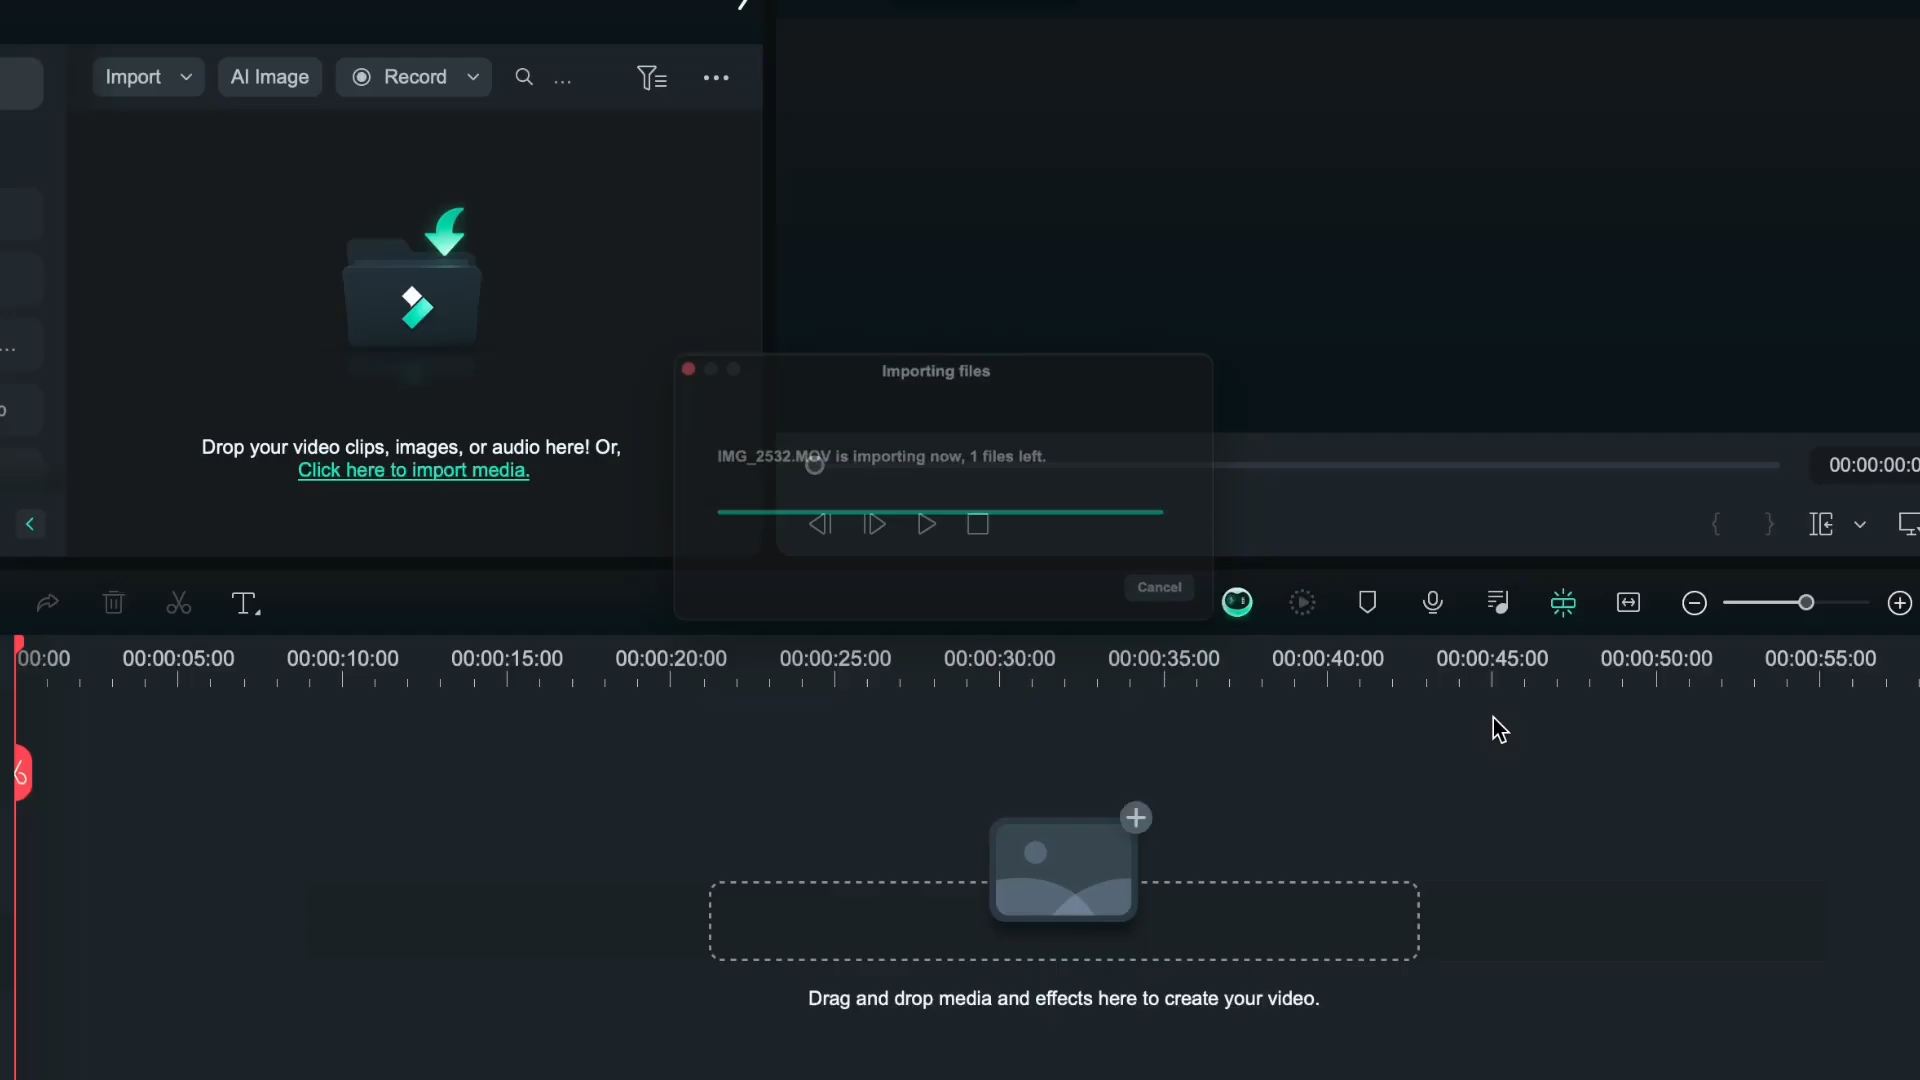 Import
AI Image
Record
...
Importing files
IMG_2532.MOV is importing now, 1 files left.
Drop your video clips, images, or audio here! Or,
Click here to import media.
00:00:00:0
Cancel
00:00
00:00:05:00
00:00:10:00
00:00:15:00
00:00:20:00
00:00:25:00
00:00:30:00
00:00:35:00
00:00:40:00
00:00:45:00
00:00:50:00
00:00:55:00
Drag and drop media and effects here to create your video.